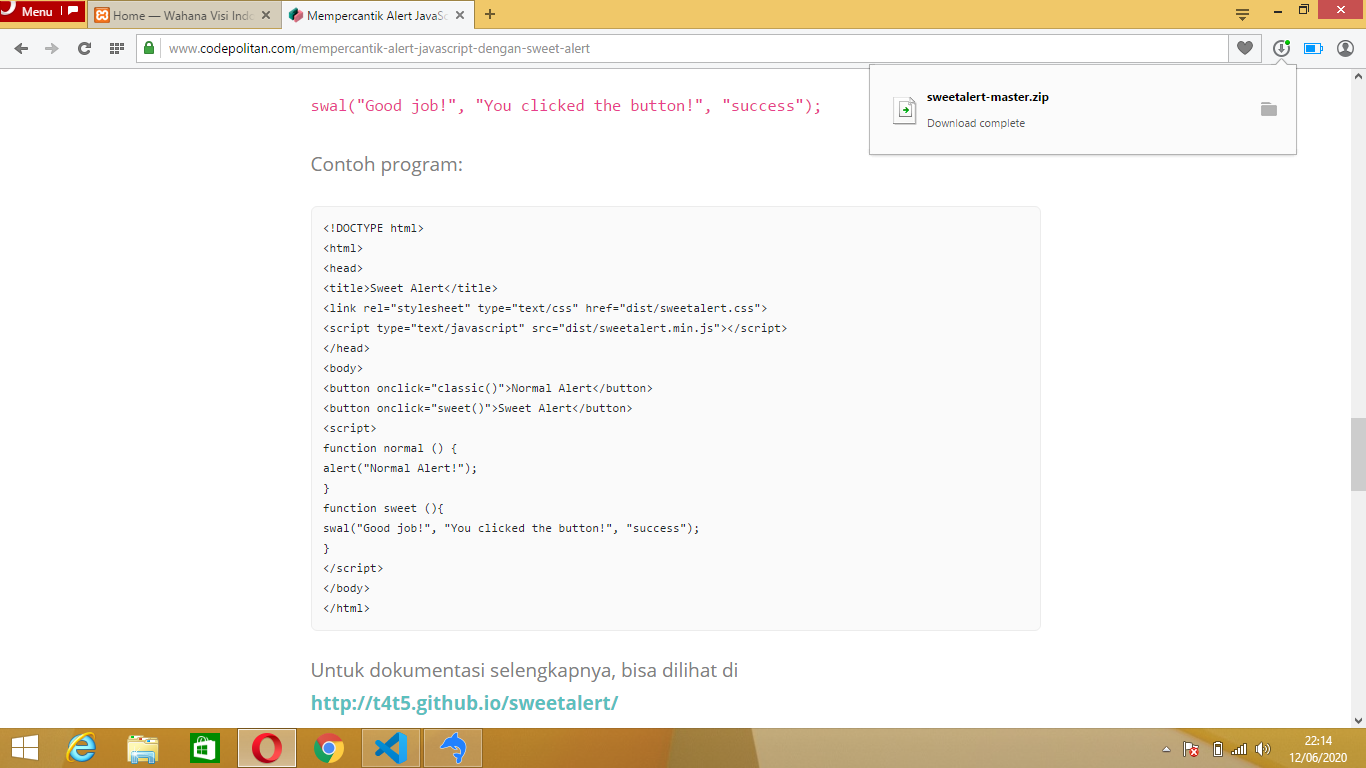 Menu
Home — Wahana Visi Ind
Mempercantik Alert JavaSc
www.codepolitan.com/mempercantik-alert-javascript-dengan-sweet-alert
sweetalert-master.zip
Download complete
swal("Good job!", "You clicked the button!", "success");
Contoh program:
<!DOCTYPE html>
<html>
<head>
<title>Sweet Alert</title>
<link rel="stylesheet" type="text/css" href="dist/sweetalert.css">
<script type="text/javascript" src="dist/sweetalert.min.js"></script>
</head>
<body>
<button onclick="classic()">Normal Alert</button>
<button onclick="sweet()">Sweet Alert</button>
<script>
function normal () {
alert("Normal Alert!");
}
function sweet (){
swal("Good job!", "You clicked the button!", "success");
}
</script>
</body>
</html>
Untuk dokumentasi selengkapnya, bisa dilihat di
http://t4t5.github.io/sweetalert/
22:14
12/06/2020